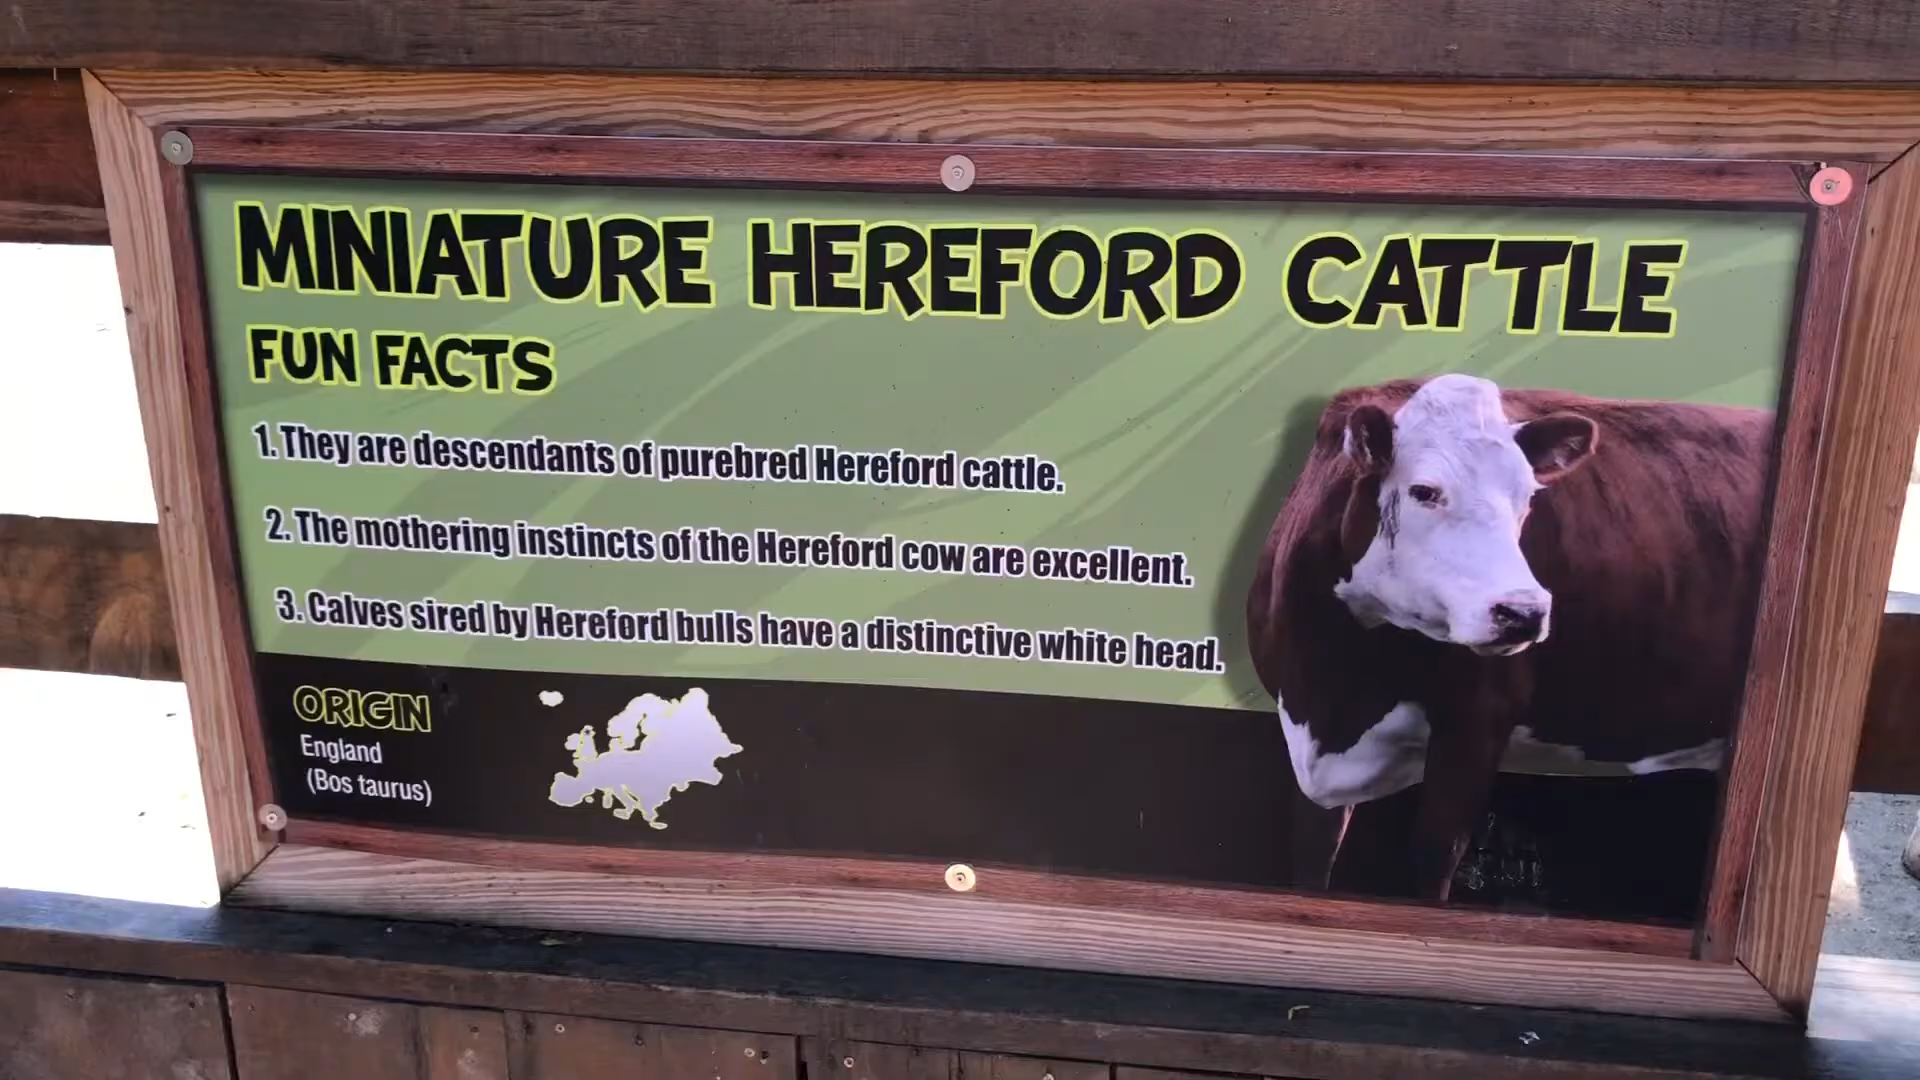 MINIATURE HEREFORD CATTLE
FUN FACTS
1. They are descendants of purebred Hereford cattle.
2. The mothering instincts of the Hereford cow are excellent.
3. Calves sired by Hereford bulls have a distinctive white head.
ORIGIN
England
(Bos taurus)